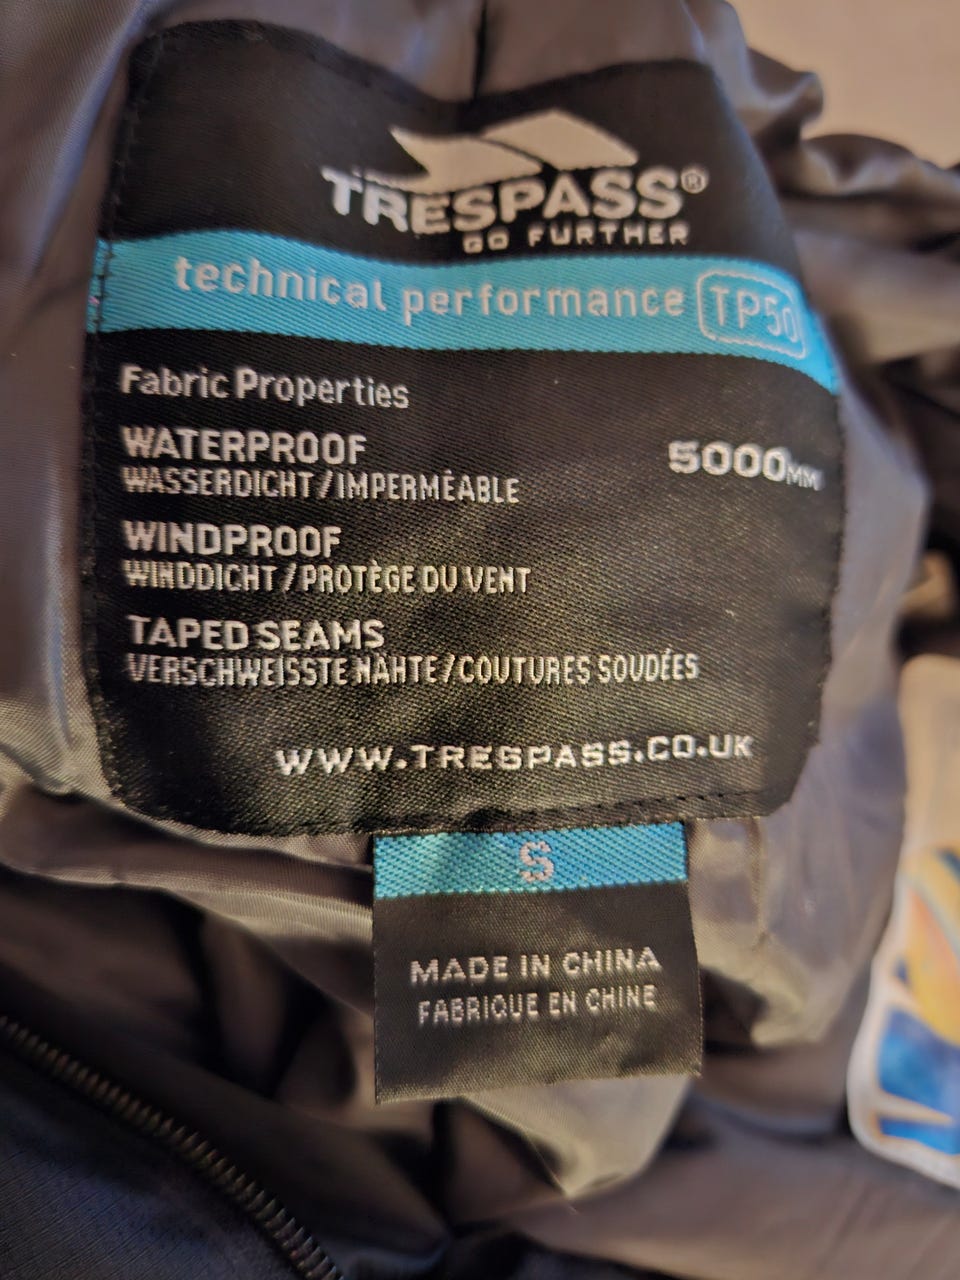 TRESPASS®
GO FURTHER
technical performance TP50
Fabric Properties
WATERPROOF 5000MM
WASSERDICHT/IMPERMÉABLE
WINDPROOF
WINDDICHT/PROTÈGE DU VENT
TAPED SEAMS
VERSCHWEISSTE NÄHTE/COUTURES SOUDÉES
WWW.TRESPASS.CO.UK
S
MADE IN CHINA
FABRIQUE EN CHINE